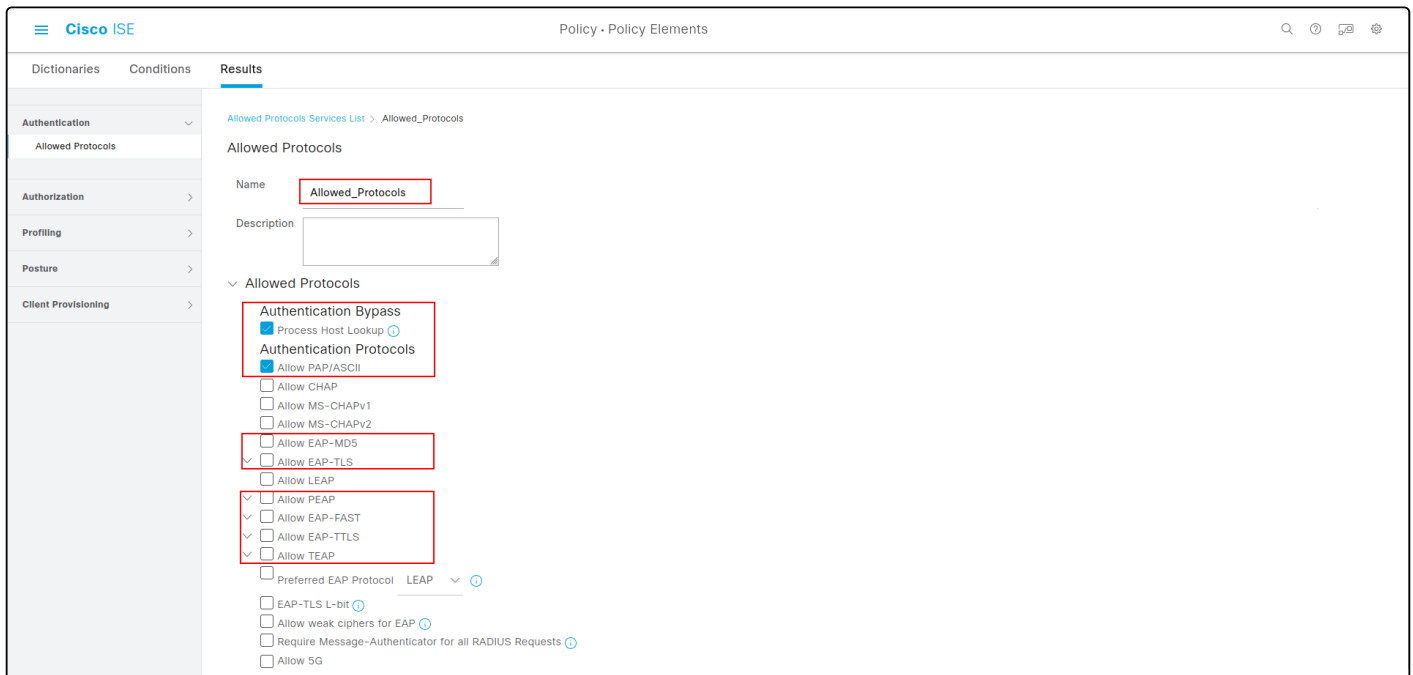 Cisco ISE
Policy · Policy Elements
Dictionaries Conditions Results
Authentication
Allowed Protocols
Authorization
Profiling
Posture
Client Provisioning
Allowed Protocols Services List > Allowed_Protocols
Allowed Protocols
Name Allowed_Protocols
Description
Allowed Protocols
Authentication Bypass
Process Host Lookup
Authentication Protocols
Allow PAP/ASCII
Allow CHAP
Allow MS-CHAPv1
Allow MS-CHAPv2
Allow EAP-MD5
Allow EAP-TLS
Allow LEAP
Allow PEAP
Allow EAP-FAST
Allow EAP-TTLS
Allow TEAP
Preferred EAP Protocol LEAP
EAP-TLS L-bit
Allow weak ciphers for EAP
Require Message-Authenticator for all RADIUS Requests
Allow 5G